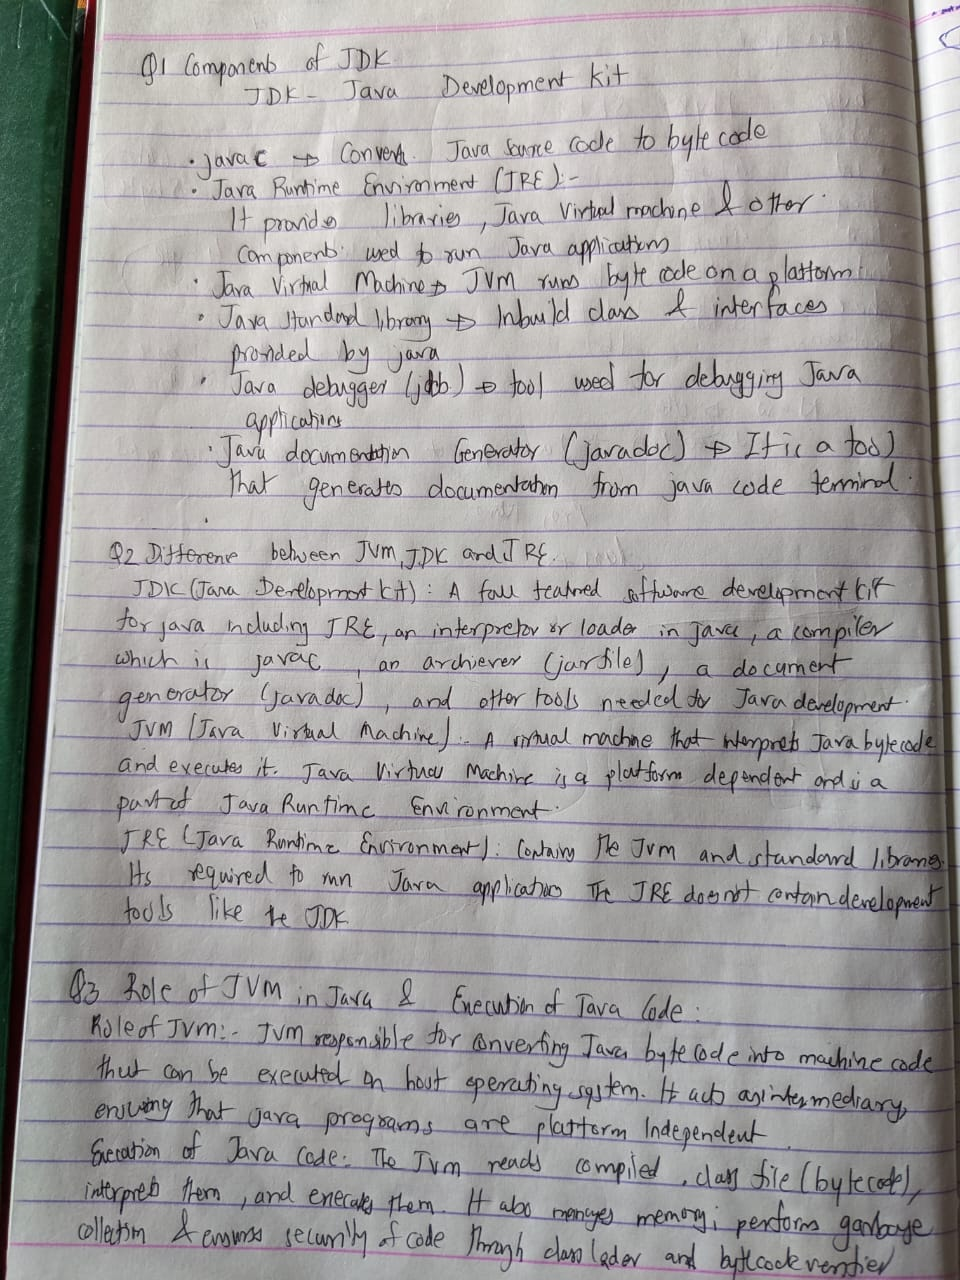 Q1 Components of JDK
JDK - Java Development Kit
• javac → Convert Java source code to byte code
• Java Runtime Environment (JRE):-
It provides libraries, Java Virtual machine & other
Components used to run Java applications
• Java Virtual Machine → JVM runs byte code on a platform
• Java standard library → Inbuild class & interfaces
provided by java
• Java debugger (jdb) → tool used for debugging Java
applications
• Java documentation Generator (javadoc) → It is a tool
that generates documentation from java code terminal.
Q2 Difference between JVM, JDK and JRE.
JDK (Java Development Kit) : A full featured software development kit
for java including JRE, an interpretor or loader in java, a compiler
which is javac, an archiever (jarfile), a document
generator (javadoc), and other tools needed for Java development.
JVM (Java Virtual Machine):- A virtual machine that interprets Java bytecode
and executes it. Java Virtual Machine is a platform dependent and is a
part of Java Runtime Environment.
JRE (Java Runtime Environment): Contains the JVM and standard library.
Its required to run Java applications The JRE does not contain development
tools like the JDK
Q3 Role of JVM in Java & Execution of Java Code :
Role of JVM:- JVM responsible for converting Java byte code into machine code
that can be executed on host operating system. It acts as intermediary,
ensuring that java programs are platform Independent
Execution of Java Code:- The JVM reads compiled .class file (bytecode),
interprets them, and executes them. It also manages memory, perform garbage
collection & ensures security of code through class loader and bytecode verifier